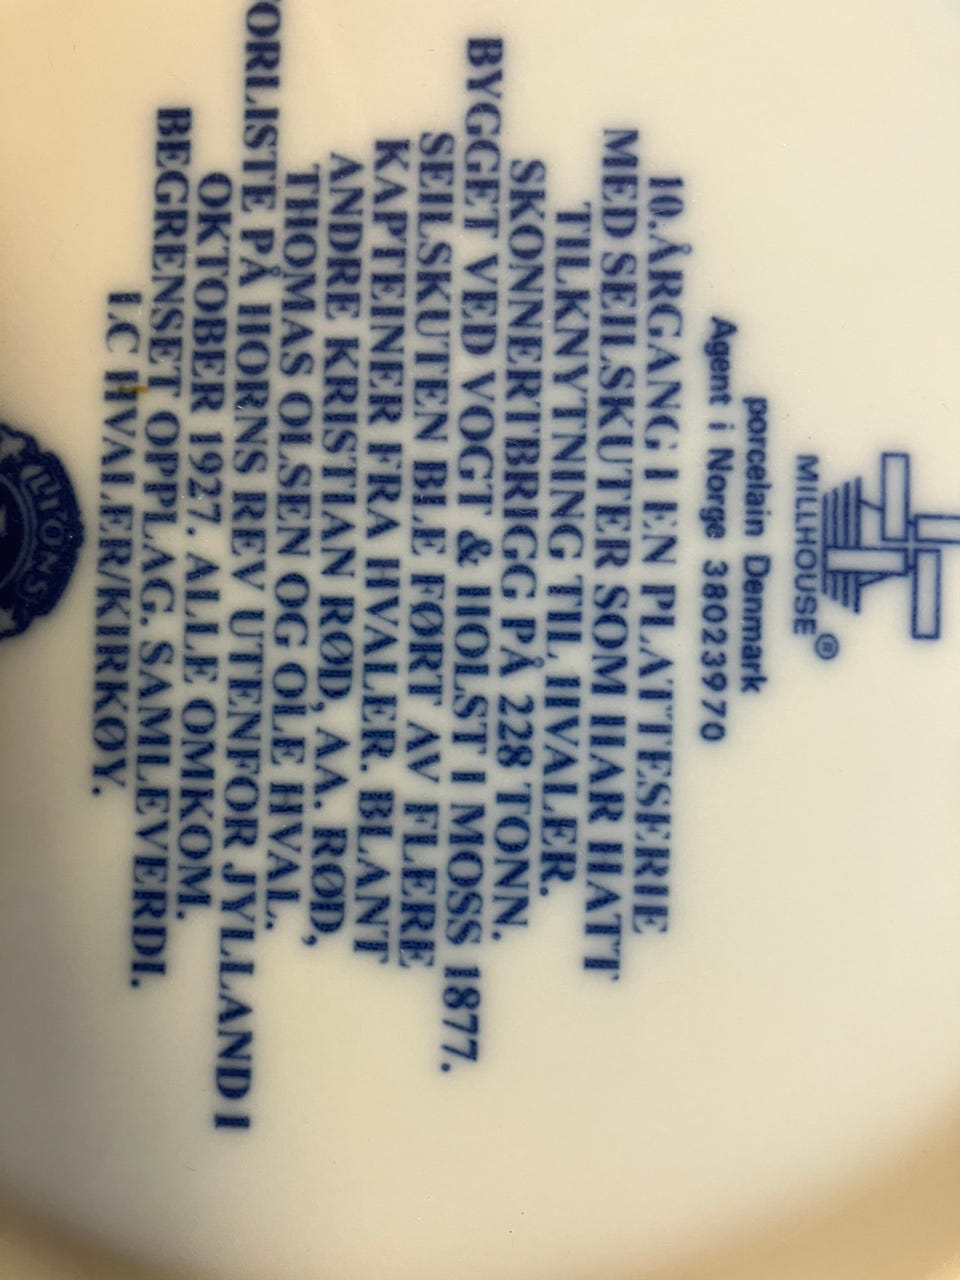 MILLHOUSE®
porcelain Denmark
Agent i Norge 38023970
10. ÅRGANG I EN PLATTESERIE
MED SEILSKUTER SOM HAR HATT
TILKNYTNING TIL HVALER.
SKONNERTBRIGG PÅ 228 TONN.
BYGGET VED VOGT & HOLST I MOSS 1877.
SEILSKUTEN BLE FØRT AV FLERE
KAPTEINER FRA HVALER. BLANT
ANDRE KRISTIAN RØD, AA. RØD,
THOMAS OLSEN OG OLE HVAL.
ORLISTE PÅ HORNS REV UTENFOR JYLLAND I
OKTOBER 1927. ALLE OMKOM.
BEGRENSET OPPLAG. SAMLEVERDI.
LC HVALER/KIRKØY.
LIONS